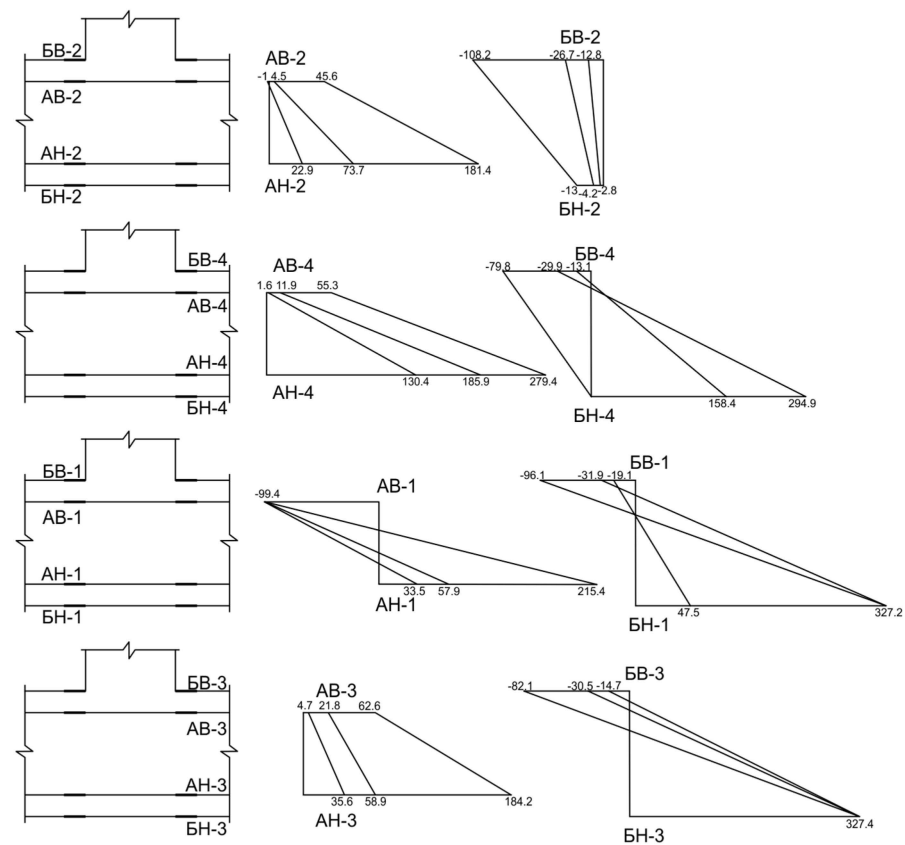 БВ-2
АВ-2
АН-2
БН-2
АВ-2
-1 4.5 45.6
22.9 73.7 181.4
АН-2
БВ-2
-108.2 -26.7 -12.8
-13 -4.2 -2.8
БН-2
БВ-4
АВ-4
АН-4
БН-4
АВ-4
1.6 11.9 55.3
130.4 185.9 279.4
АН-4
БВ-4
-79.8 -29.9 -13.1
158.4 294.9
БН-4
БВ-1
АВ-1
АН-1
БН-1
АВ-1
-99.4
33.5 57.9 215.4
АН-1
БВ-1
-96.1 -31.9 -19.1
47.5 327.2
БН-1
БВ-3
АВ-3
АН-3
БН-3
АВ-3
4.7 21.8 62.6
35.6 58.9 184.2
АН-3
БВ-3
-82.1 -30.5 -14.7
327.4
БН-3